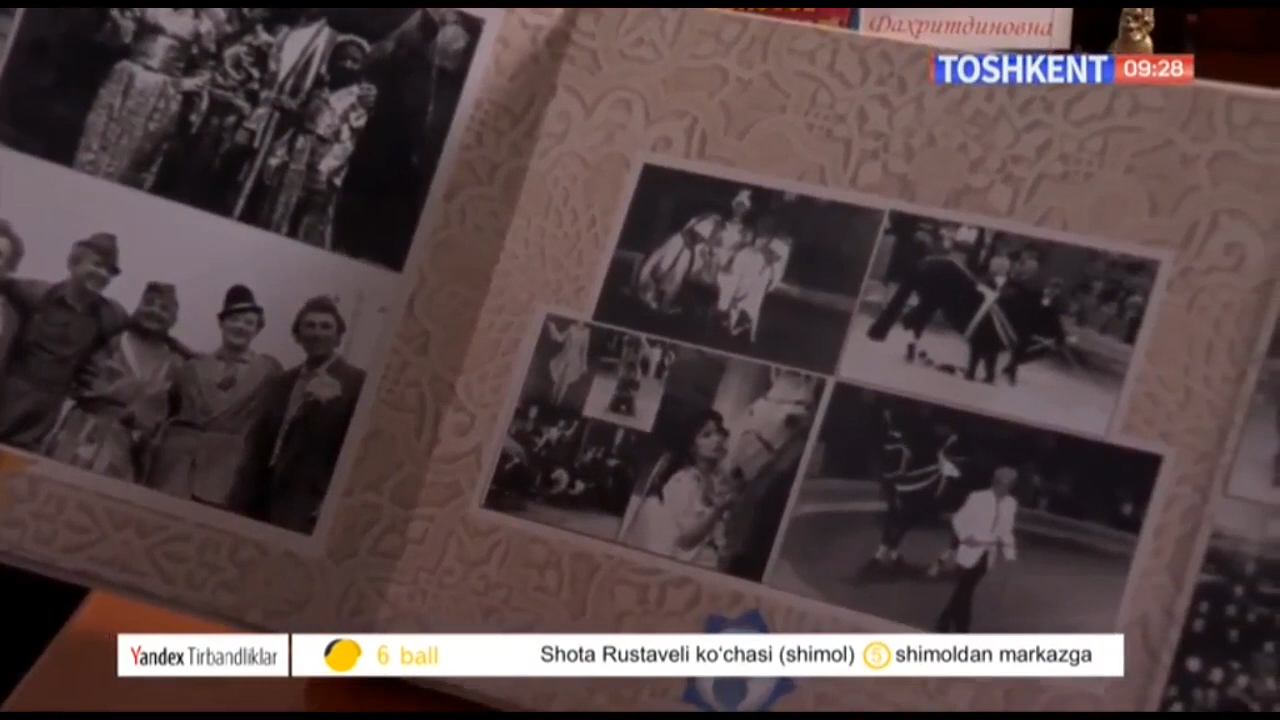 Фахритдиновна
TOSHKENT 09:28
Yandex Tirbandliklar 6 ball Shota Rustaveli ko‘chasi (shimol) 5 shimoldan markazga